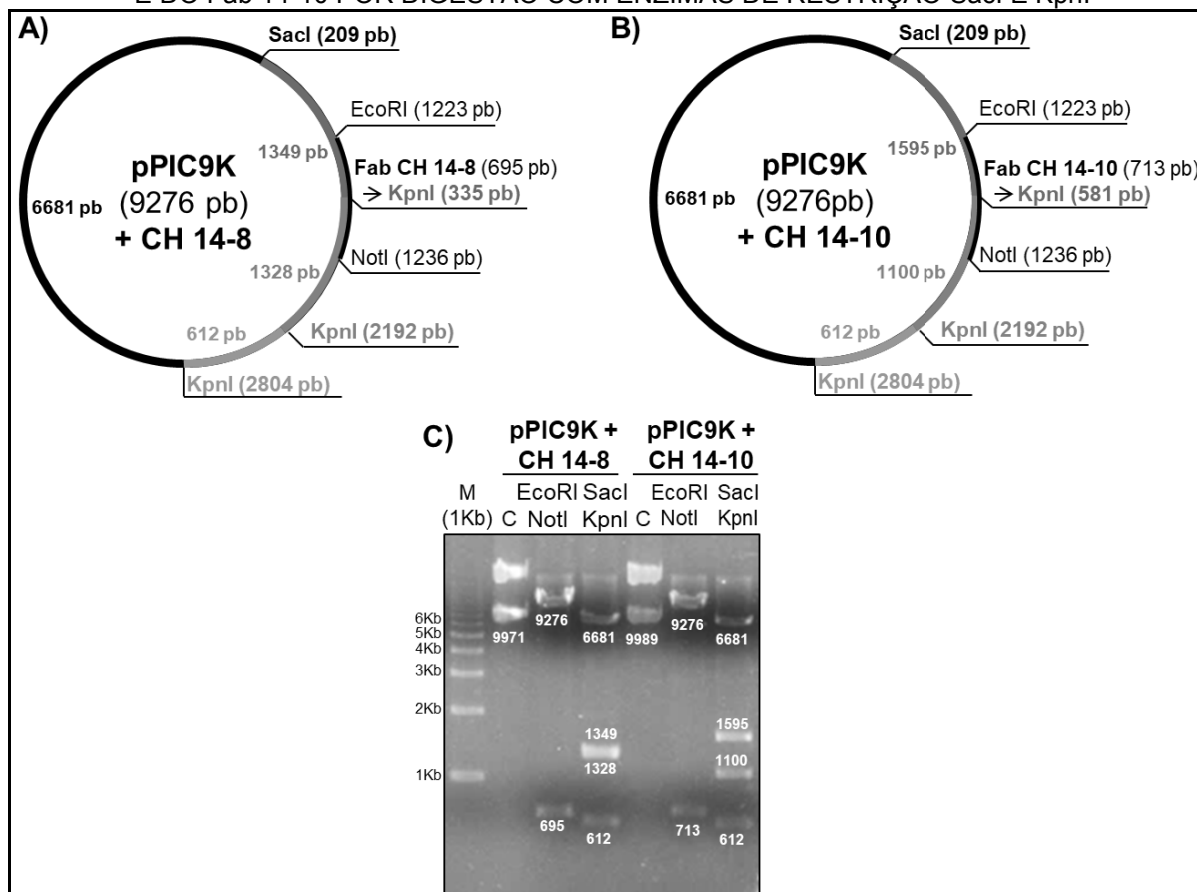 E DO Fab 14-10 POR DIGESTÃO COM ENZIMAS DE RESTRIÇÃO SacI E KpnI
A)
SacI (209 pb)
EcoRI (1223 pb)
1349 pb
Fab CH 14-8 (695 pb)
→ KpnI (335 pb)
pPIC9K
(9276 pb)
+ CH 14-8
6681 pb
NotI (1236 pb)
1328 pb
612 pb
KpnI (2192 pb)
KpnI (2804 pb)
B)
SacI (209 pb)
EcoRI (1223 pb)
1595 pb
Fab CH 14-10 (713 pb)
→ KpnI (581 pb)
pPIC9K
(9276pb)
+ CH 14-10
6681 pb
NotI (1236 pb)
1100 pb
612 pb
KpnI (2192 pb)
KpnI (2804 pb)
C)
pPIC9K + pPIC9K +
CH 14-8 CH 14-10
M EcoRI SacI EcoRI SacI
(1Kb) C NotI KpnI C NotI KpnI
6Kb
5Kb
4Kb
3Kb
2Kb
1Kb
9971 9276 6681 9989 9276 6681
1349 1595
1328 1100
695 612 713 612